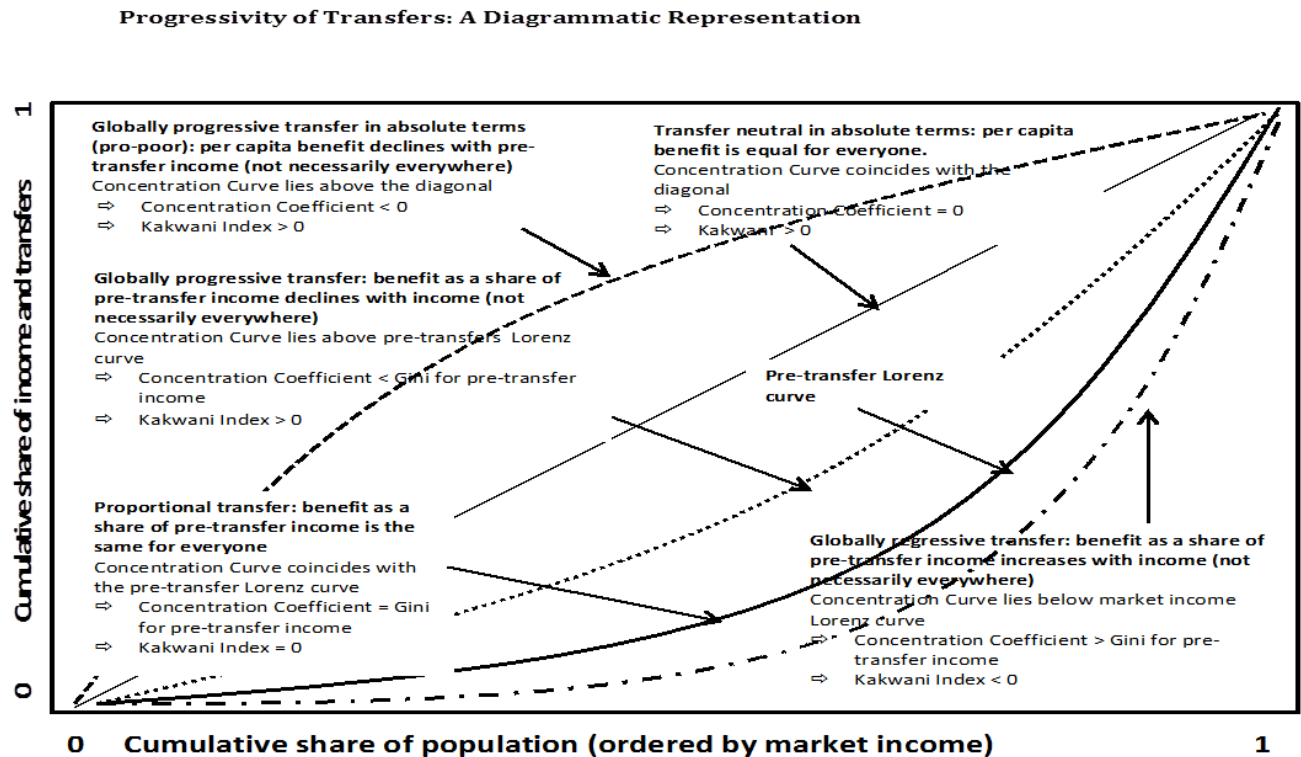 Progressivity of Transfers: A Diagrammatic Representation
1
Cumulative share of income and transfers
0
Globally progressive transfer in absolute terms
(pro-poor): per capita benefit declines with pre-
transfer income (not necessarily everywhere)
Concentration Curve lies above the diagonal
⇨ Concentration Coefficient < 0
⇨ Kakwani Index > 0
Transfer neutral in absolute terms: per capita
benefit is equal for everyone.
Concentration Curve coincides with the
diagonal
⇨ Concentration Coefficient = 0
⇨ Kakwani > 0
Globally progressive transfer: benefit as a share of
pre-transfer income declines with income (not
necessarily everywhere)
Concentration Curve lies above pre-transfers Lorenz
curve
⇨ Concentration Coefficient < Gini for pre-transfer
income
⇨ Kakwani Index > 0
Pre-transfer Lorenz
curve
Proportional transfer: benefit as a
share of pre-transfer income is the
same for everyone
Concentration Curve coincides with
the pre-transfer Lorenz curve
⇨ Concentration Coefficient = Gini
for pre-transfer income
⇨ Kakwani Index = 0
Globally regressive transfer: benefit as a share of
pre-transfer income increases with income (not
necessarily everywhere)
Concentration Curve lies below market income
Lorenz curve
⇨ Concentration Coefficient > Gini for pre-
transfer income
⇨ Kakwani Index < 0
0 Cumulative share of population (ordered by market income) 1